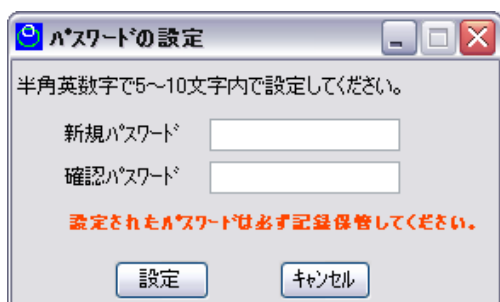 ﾊﾟｽﾜｰﾄﾞの設定
半角英数字で5～10文字内で設定してください。
新規ﾊﾟｽﾜｰﾄﾞ
確認ﾊﾟｽﾜｰﾄﾞ
設定されたﾊﾟｽﾜｰﾄﾞは必ず記録保管してください。
設定
ｷｬﾝｾﾙ